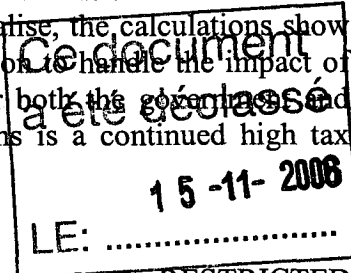 alise, the calculations show
Ce document
on to handle the impact of
both the government and
a été déclassé
ns is a continued high tax
15 -11- 2006
LE: ........................
RESTRICTED